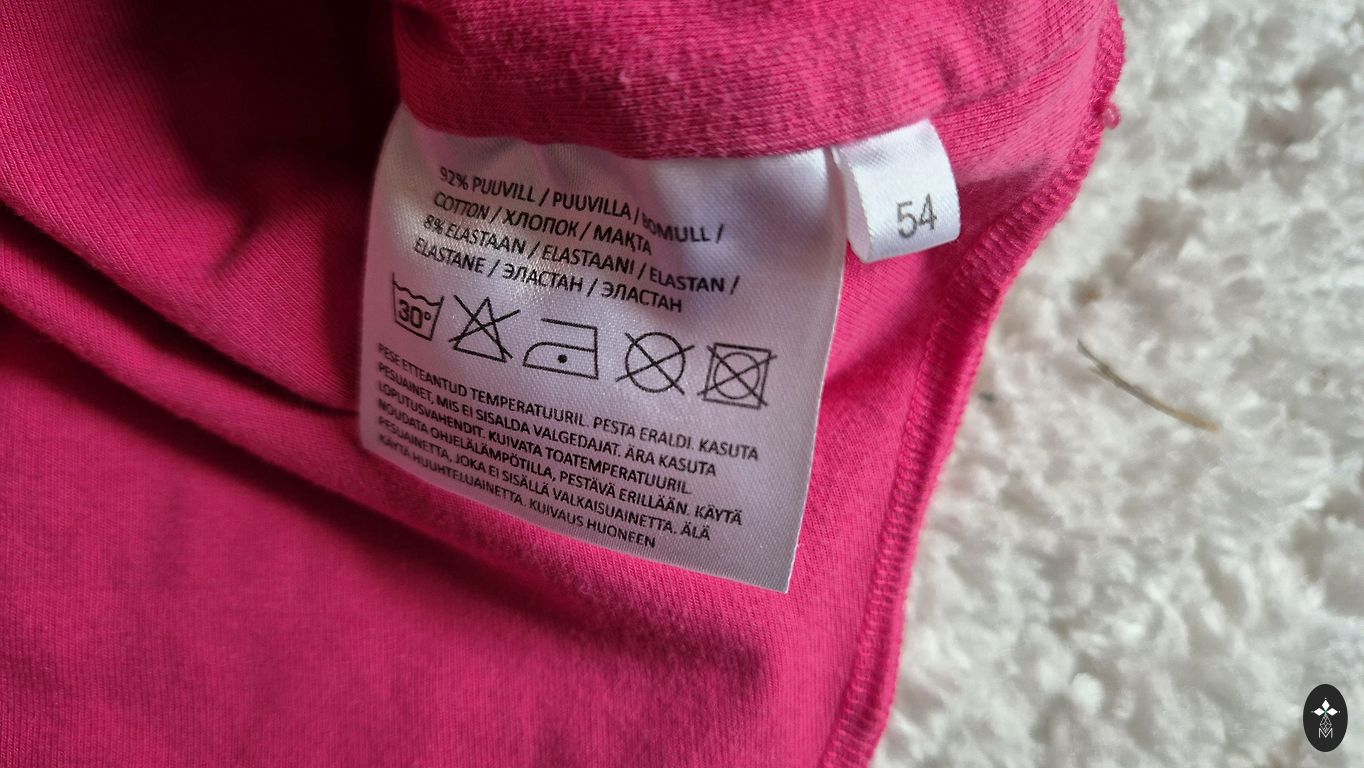 92% PUUVILL / PUUVILLA / BOMULL /
COTTON / ХЛОПОК / МАҚТА
8% ELASTAAN / ELASTAANI / ELASTAN /
ELASTANE / ЭЛАСТАН / ЭЛАСТАН
30°
PESE ETTEANTUD TEMPERATUURIL. PESTA ERALDI. KASUTA
PESUAINET, MIS EI SISALDA VALGEDAJAT. ÄRA KASUTA
LOPUTUSVAHENDIT. KUIVATA TOATEMPERATUURIL.
NOUDATA OHJELÄLÄMPÖTILLA, PESTÄVÄ ERILLÄÄN. KÄYTÄ
PESUAINETTA, JOKA EI SISÄLLÄ VALKAISUAINETTA. ÄLÄ
KÄYTÄ HUUHTELUAINETTA. KUIVAUS HUONEEN
54
M